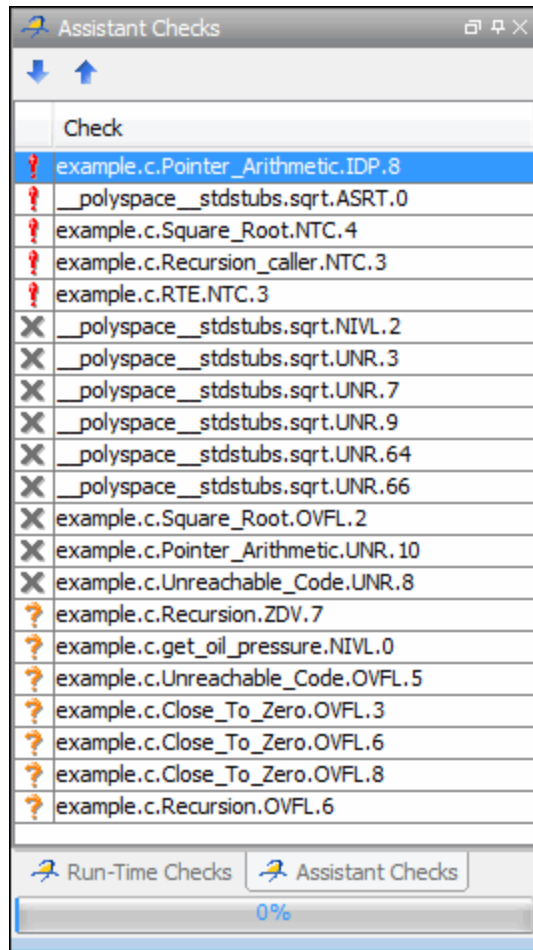 Assistant Checks
Check
example.c.Pointer_Arithmetic.IDP.8
__polyspace__stdstubs.sqrt.ASRT.0
example.c.Square_Root.NTC.4
example.c.Recursion_caller.NTC.3
example.c.RTE.NTC.3
__polyspace__stdstubs.sqrt.NIVL.2
__polyspace__stdstubs.sqrt.UNR.3
__polyspace__stdstubs.sqrt.UNR.7
__polyspace__stdstubs.sqrt.UNR.9
__polyspace__stdstubs.sqrt.UNR.64
__polyspace__stdstubs.sqrt.UNR.66
example.c.Square_Root.OVFL.2
example.c.Pointer_Arithmetic.UNR.10
example.c.Unreachable_Code.UNR.8
example.c.Recursion.ZDV.7
example.c.get_oil_pressure.NIVL.0
example.c.Unreachable_Code.OVFL.5
example.c.Close_To_Zero.OVFL.3
example.c.Close_To_Zero.OVFL.6
example.c.Close_To_Zero.OVFL.8
example.c.Recursion.OVFL.6
Run-Time Checks Assistant Checks
0%